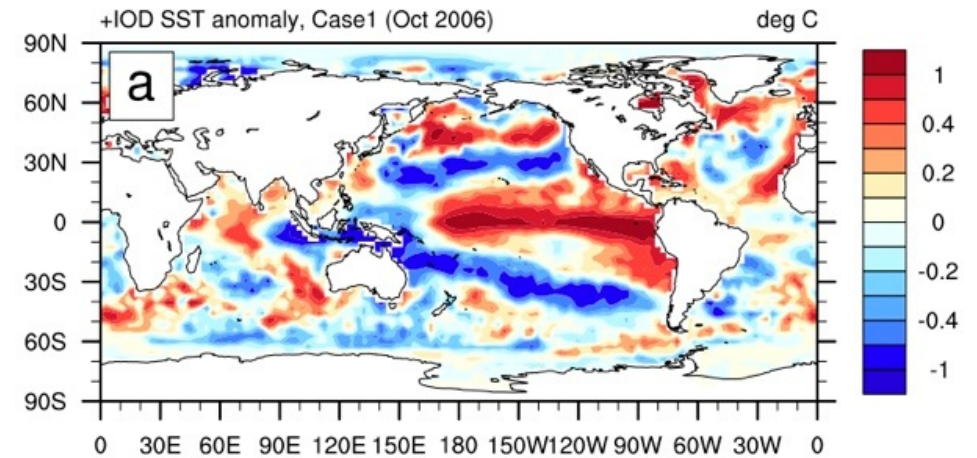 +IOD SST anomaly, Case1 (Oct 2006) deg C
a
90N
60N
30N
0
30S
60S
90S
0 30E 60E 90E 120E 150E 180 150W 120W 90W 60W 30W 0
1
0.4
0.2
0
-0.2
-0.4
-1